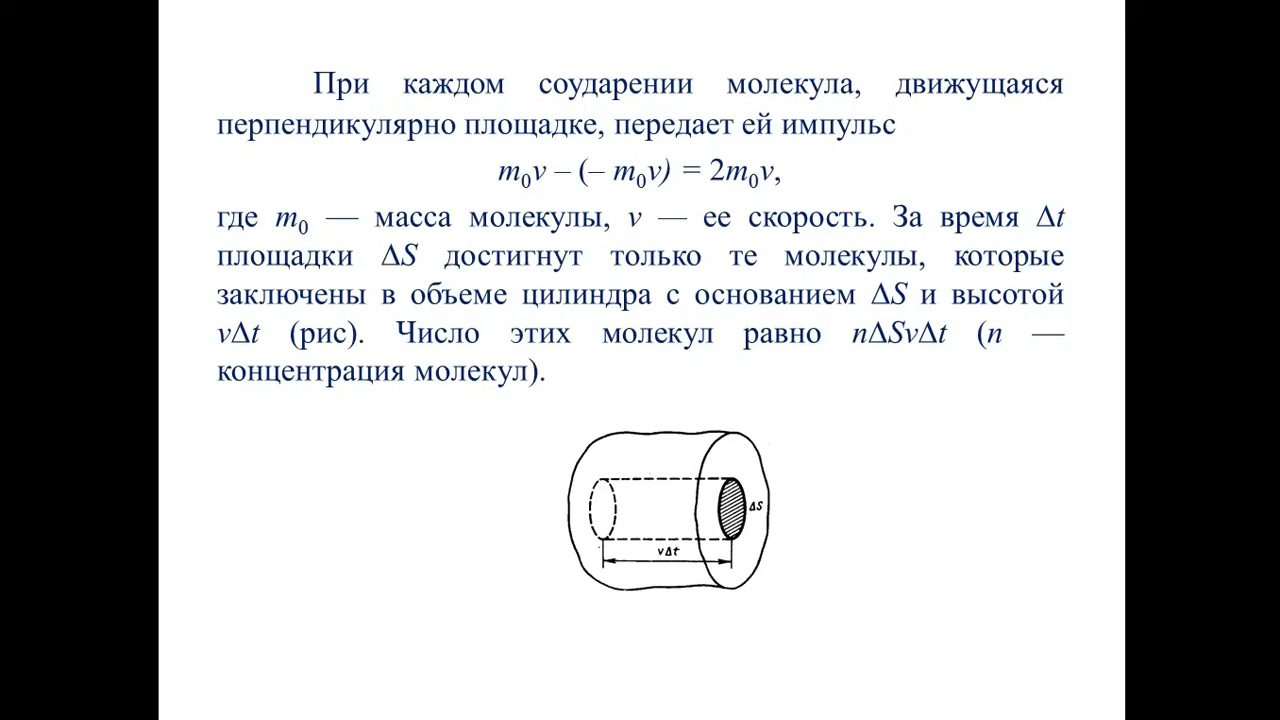 При каждом соударении молекула, движущаяся
перпендикулярно площадке, передает ей импульс
m₀v – (– m₀v) = 2m₀v,
где m₀ — масса молекулы, v — ее скорость. За время Δt
площадки ΔS достигнут только те молекулы, которые
заключены в объеме цилиндра с основанием ΔS и высотой
vΔt (рис). Число этих молекул равно nΔSvΔt (n —
концентрация молекул).
ΔS
vΔt